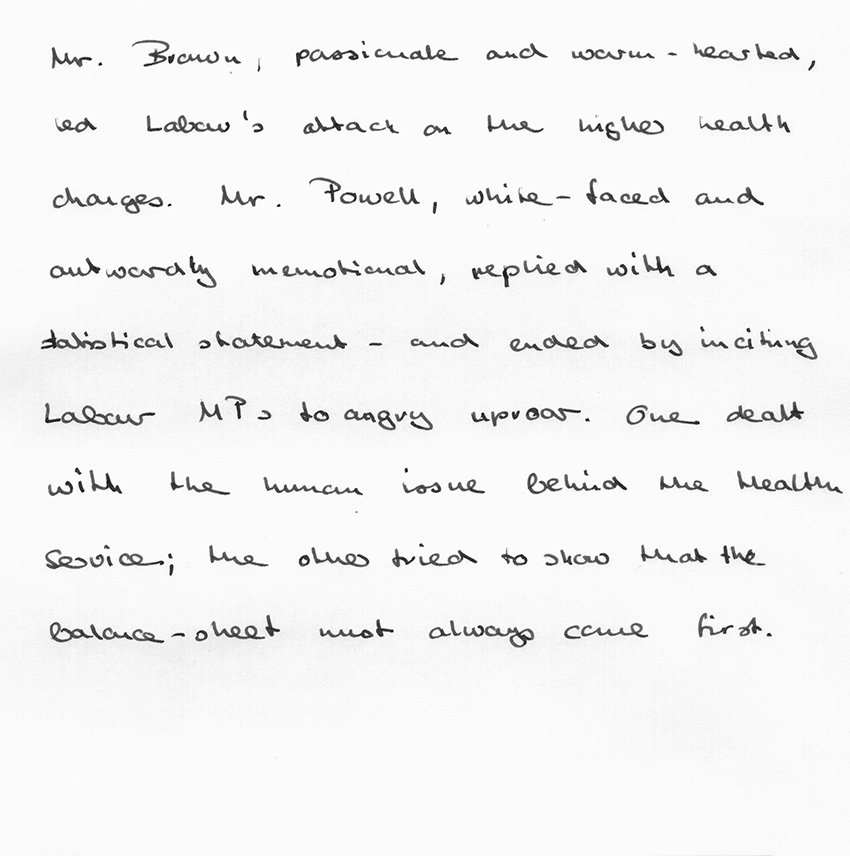 Mr. Brown, passionate and warm-hearted,
led Labour's attack on the higher health
charges. Mr. Powell, white-faced and
outwardly unemotional, replied with a
statistical statement - and ended by inciting
Labour MPs to angry uproar. One dealt
with the human issue behind the Health
Service; the other tried to show that the
balance-sheet must always come first.